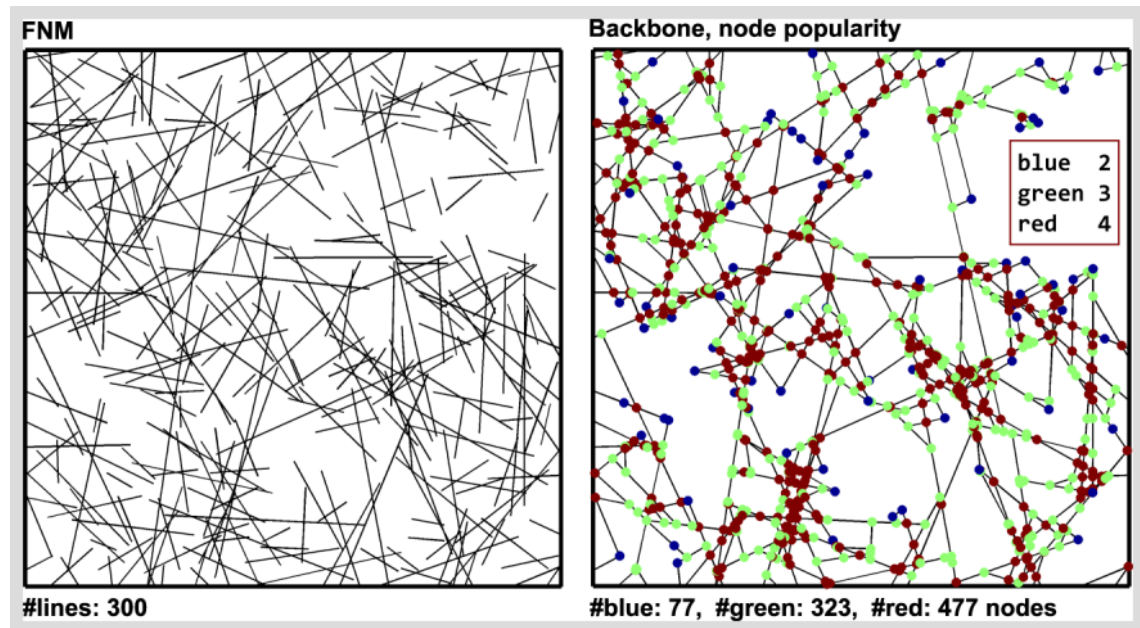 FNM
Backbone, node popularity
blue 2
green 3
red 4
#lines: 300
#blue: 77, #green: 323, #red: 477 nodes